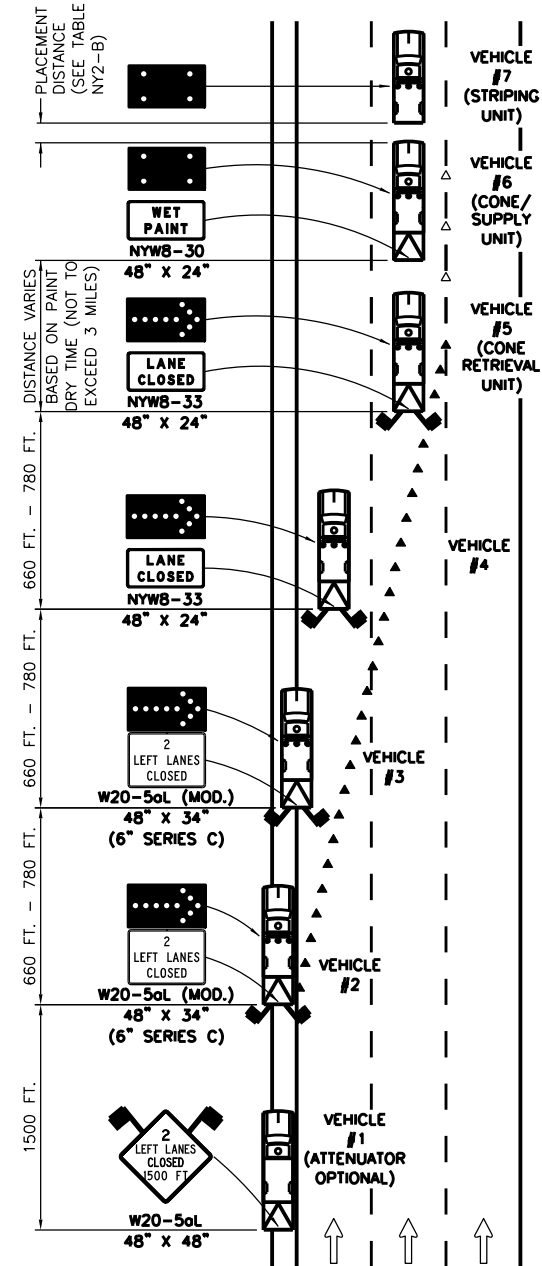 PLACEMENT
DISTANCE
(SEE TABLE
NY2-B)
VEHICLE
#7
(STRIPING
UNIT)
VEHICLE
#6
(CONE/
SUPPLY
UNIT)
WET
PAINT
NYW8-30
48" X 24"
DISTANCE VARIES
BASED ON PAINT
DRY TIME (NOT TO
EXCEED 3 MILES)
VEHICLE
#5
(CONE
RETRIEVAL
UNIT)
LANE
CLOSED
NYW8-33
48" X 24"
660 FT. - 780 FT.
VEHICLE
#4
LANE
CLOSED
NYW8-33
48" X 24"
660 FT. - 780 FT.
2
LEFT LANES
CLOSED
VEHICLE
#3
W20-5aL (MOD.)
48" X 34"
(6" SERIES C)
660 FT. - 780 FT.
2
LEFT LANES
CLOSED
VEHICLE
#2
W20-5aL (MOD.)
48" X 34"
(6" SERIES C)
1500 FT.
2
LEFT LANES
CLOSED
1500 FT
VEHICLE
#1
(ATTENUATOR
OPTIONAL)
W20-5aL
48" X 48"